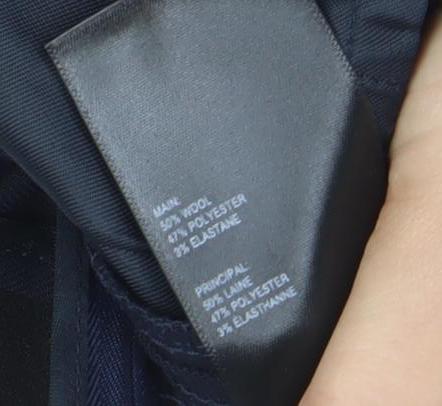 MAIN:
50% WOOL
47% POLYESTER
3% ELASTANE
PRINCIPAL:
50% LAINE
47% POLYESTER
3% ELASTHANNE